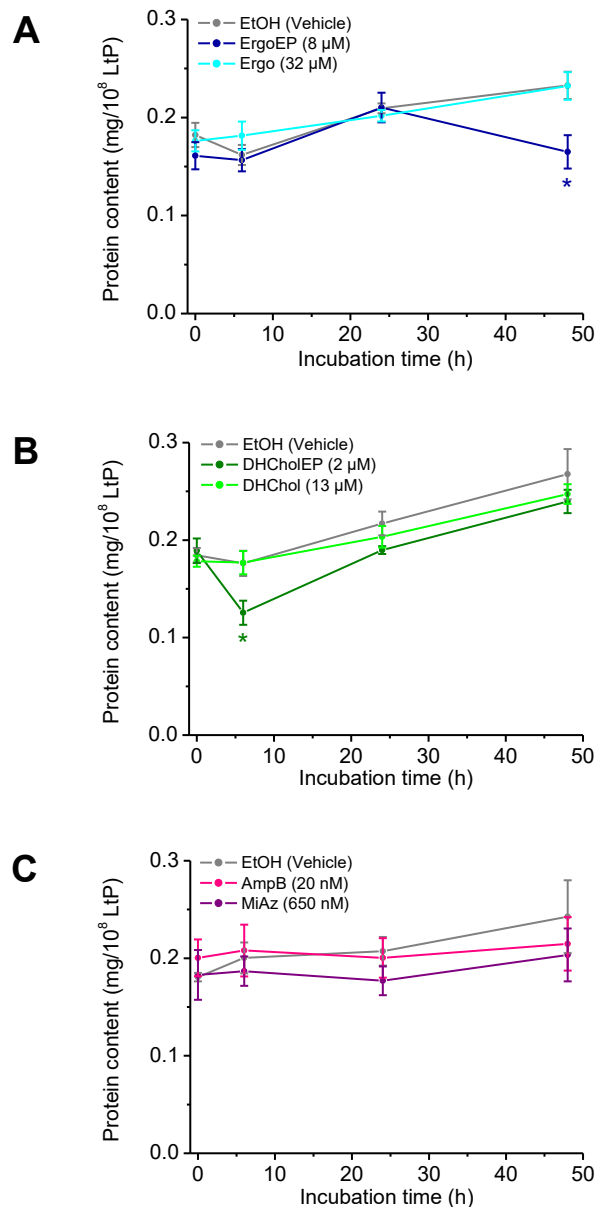 A
EtOH (Vehicle)
ErgoEP (8 µM)
Ergo (32 µM)
Protein content (mg/10⁸ LtP)
0.3
0.2
0.1
0.0
*
0 10 20 30 40 50
Incubation time (h)
B
EtOH (Vehicle)
DHCholEP (2 µM)
DHChol (13 µM)
Protein content (mg/10⁸ LtP)
0.3
0.2
0.1
0.0
*
0 10 20 30 40 50
Incubation time (h)
C
EtOH (Vehicle)
AmpB (20 nM)
MiAz (650 nM)
Protein content (mg/10⁸ LtP)
0.3
0.2
0.1
0.0
0 10 20 30 40 50
Incubation time (h)